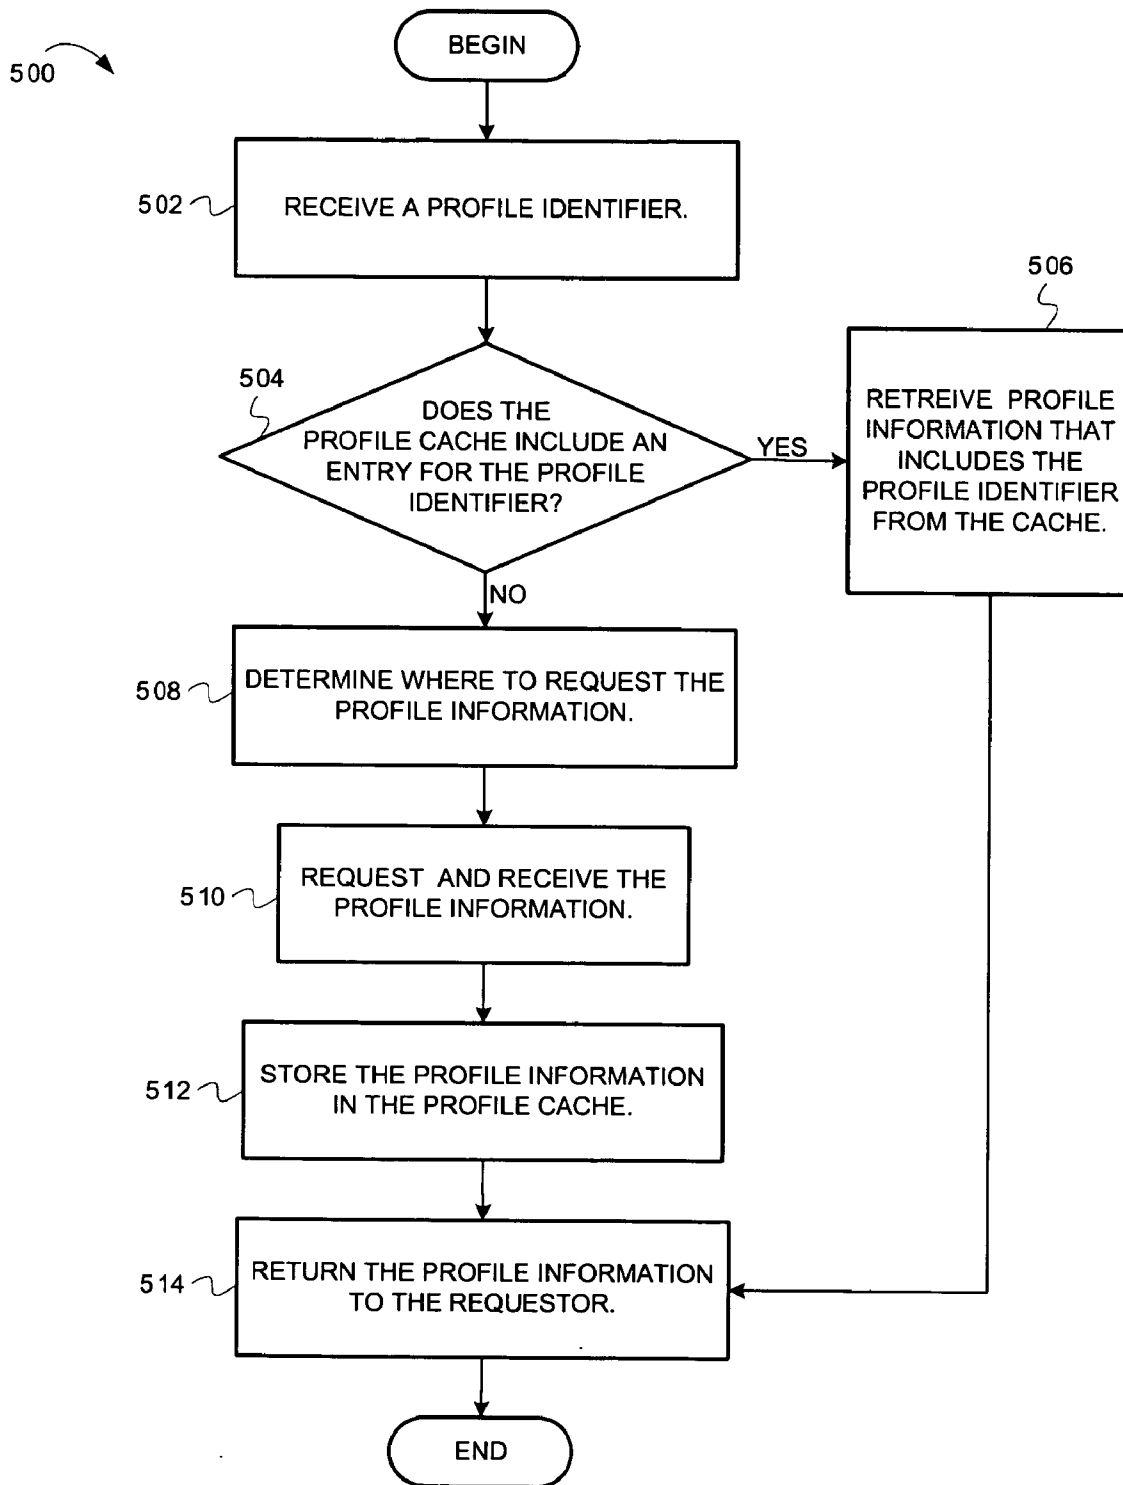 500
BEGIN
502
RECEIVE A PROFILE IDENTIFIER.
504
DOES THE
PROFILE CACHE INCLUDE AN
ENTRY FOR THE PROFILE
IDENTIFIER?
YES
506
RETREIVE PROFILE
INFORMATION THAT
INCLUDES THE
PROFILE IDENTIFIER
FROM THE CACHE.
NO
508
DETERMINE WHERE TO REQUEST THE
PROFILE INFORMATION.
510
REQUEST AND RECEIVE THE
PROFILE INFORMATION.
512
STORE THE PROFILE INFORMATION
IN THE PROFILE CACHE.
514
RETURN THE PROFILE INFORMATION
TO THE REQUESTOR.
END